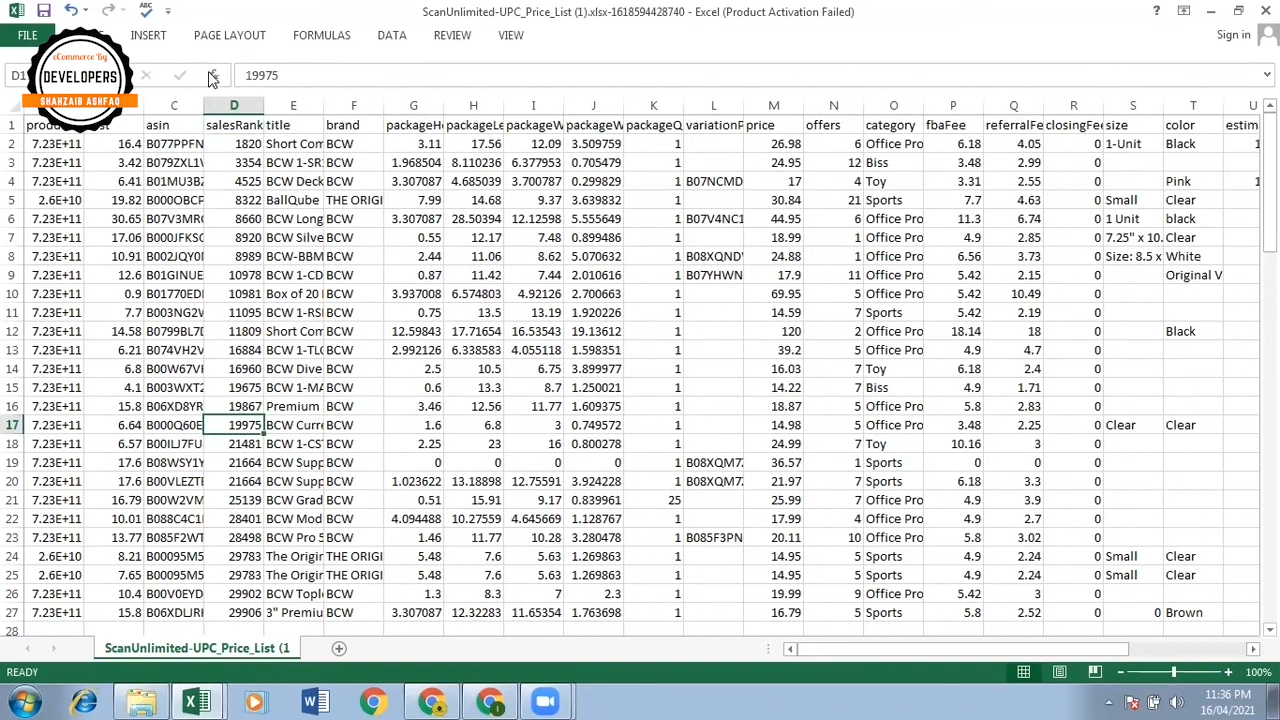 ScanUnlimited-UPC_Price_List (1).xlsx-1618594428740 - Excel (Product Activation Failed)
FILE INSERT PAGE LAYOUT FORMULAS DATA REVIEW VIEW Sign in
eCommerce By
DEVELOPERS
SHAHZAIB ASHFAQ
19975
C D E F G H I J K L M N O P Q R S T U
1 asin salesRank title brand packageHe packageLe packageW packageW packageQ variationP price offers category fbaFee referralFe closingFee size color estim
2 7.23E+11 16.4 B077PPFN 1820 Short Com BCW 3.11 17.56 12.09 3.509759 1 26.98 6 Office Pro 6.18 4.05 0 1-Unit Black
3 7.23E+11 3.42 B079ZXL1V 3354 BCW 1-SR: BCW 1.968504 8.110236 6.377953 0.705479 1 24.95 12 Biss 3.48 2.99 0
4 7.23E+11 6.41 B01MU3BZ 4525 BCW Deck BCW 3.307087 4.685039 3.700787 0.299829 1 B07NCMD 17 4 Toy 3.31 2.55 0 Pink
5 2.6E+10 19.82 B000OBCP 8322 BallQube THE ORIGI 7.99 14.68 9.37 3.639832 1 30.84 21 Sports 7.7 4.63 0 Small Clear
6 7.23E+11 30.65 B07V3MRC 8660 BCW Long BCW 3.307087 28.50394 12.12598 5.555649 1 B07V4NC1 44.95 6 Office Pro 11.3 6.74 0 1 Unit black
7 7.23E+11 17.06 B000JFKSC 8920 BCW Silve BCW 0.55 12.17 7.48 0.899486 1 18.99 1 Office Pro 4.9 2.85 0 7.25" x 10. Clear
8 7.23E+11 10.91 B002JQY0 8989 BCW-BBM BCW 2.44 11.06 8.62 5.070632 1 B08XQND 24.88 1 Office Pro 6.56 3.73 0 Size: 8.5 x White
9 7.23E+11 12.6 B01GINUE 10978 BCW 1-CD BCW 0.87 11.42 7.44 2.010616 1 B07YHWN 17.9 11 Office Pro 5.42 2.15 0 Original V
10 7.23E+11 0.9 B01770EDI 10981 Box of 20 BCW 3.937008 6.574803 4.92126 2.700663 1 69.95 10 Office Pro 5.42 10.49 0
11 7.23E+11 7.7 B003NG2V 11095 BCW 1-RSI BCW 0.75 13.5 13.19 1.920226 1 14.59 7 Sports 5.42 2.19 0
12 7.23E+11 14.58 B0799BL7D 11809 Short Com BCW 12.59843 17.71654 16.53543 19.13612 1 120 2 Office Pro 18.14 18 0 Black
13 7.23E+11 6.21 B074VH2V 16884 BCW 1-TLC BCW 2.992126 6.338583 4.055118 1.598351 1 39.2 5 Office Pro 4.9 4.7 0
14 7.23E+11 6.8 B00W67VH 16960 BCW Dive BCW 2.5 10.5 6.75 3.899977 1 16.03 7 Toy 6.18 2.4 0
15 7.23E+11 4.1 B003WXT2 19675 BCW 1-MA BCW 0.6 13.3 8.7 1.250021 1 14.22 7 Biss 4.9 1.71 0
16 7.23E+11 15.8 B06XD8YR 19867 Premium BCW 3.46 12.56 11.77 1.609375 1 18.87 5 Office Pro 5.8 2.83 0
17 7.23E+11 6.64 B000Q60E 19975 BCW Curre BCW 1.6 6.8 3 0.749572 1 14.98 5 Office Pro 3.48 2.25 0 Clear Clear
18 7.23E+11 6.57 B00ILJ7FU 21481 BCW 1-CS BCW 2.25 23 16 0.800278 1 24.99 7 Toy 10.16 3 0
19 7.23E+11 17.6 B08WSY1Y 21664 BCW Supp BCW 0 0 0 0 1 B08XQM7Z 36.57 1 Sports 0 0 0
20 7.23E+11 17.6 B00VLEZTE 21664 BCW Supp BCW 1.023622 13.18898 12.75591 3.924228 1 B08XQM7Z 21.97 7 Sports 6.18 3.3 0
21 7.23E+11 16.79 B00W2VM 25139 BCW Grad BCW 0.51 15.91 9.17 0.839961 25 25.99 7 Office Pro 4.9 3.9 0
22 7.23E+11 10.01 B088C4C1 28401 BCW Mod BCW 4.094488 10.27559 4.645669 1.128767 1 17.99 4 Office Pro 4.9 2.7 0
23 7.23E+11 13.77 B085F2WT 28498 BCW Pro 5 BCW 1.46 11.77 10.28 3.280478 1 B085F3PN 20.11 10 Office Pro 5.8 3.02 0
24 2.6E+10 8.21 B00095M5 29783 The Origin THE ORIGI 5.48 7.6 5.63 1.269863 1 14.95 5 Sports 4.9 2.24 0 Small Clear
25 2.6E+10 7.65 B00095M5 29783 The Origin THE ORIGI 5.48 7.6 5.63 1.269863 1 14.95 5 Sports 4.9 2.24 0 Small Clear
26 7.23E+11 10.4 B00V0EYD 29902 BCW Tople BCW 1.3 8.3 7 2.3 1 19.99 9 Office Pro 5.42 3 0
27 7.23E+11 15.8 B06XDLJRH 29906 3" Premiu BCW 3.307087 12.32283 11.65354 1.763698 1 16.79 5 Sports 5.8 2.52 0 0 Brown
28
ScanUnlimited-UPC_Price_List (1
READY 100%
11:36 PM
16/04/2021